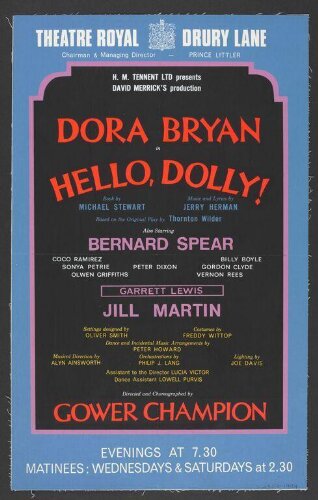 THEATRE ROYAL DRURY LANE
Chairman & Managing Director - PRINCE LITTLER
H. M. TENNENT LTD presents
DAVID MERRICK'S production
DORA BRYAN
in
HELLO, DOLLY!
Book by Music and Lyrics by
MICHAEL STEWART JERRY HERMAN
Based on the Original Play by Thornton Wilder
Also Starring
BERNARD SPEAR
COCO RAMIREZ BILLY BOYLE
SONYA PETRIE PETER DIXON GORDON CLYDE
OLWEN GRIFFITHS VERNON REES
GARRETT LEWIS
JILL MARTIN
Settings designed by Costumes by
OLIVER SMITH FREDDY WITTOP
Dance and Incidental Music Arrangements by
PETER HOWARD
Musical Direction by Orchestrations by Lighting by
ALYN AINSWORTH PHILIP J. LANG JOE DAVIS
Assistant to the Director LUCIA VICTOR
Dance Assistant LOWELL PURVIS
Directed and Choreographed by
GOWER CHAMPION
EVENINGS AT 7.30
MATINEES; WEDNESDAYS & SATURDAYS at 2.30